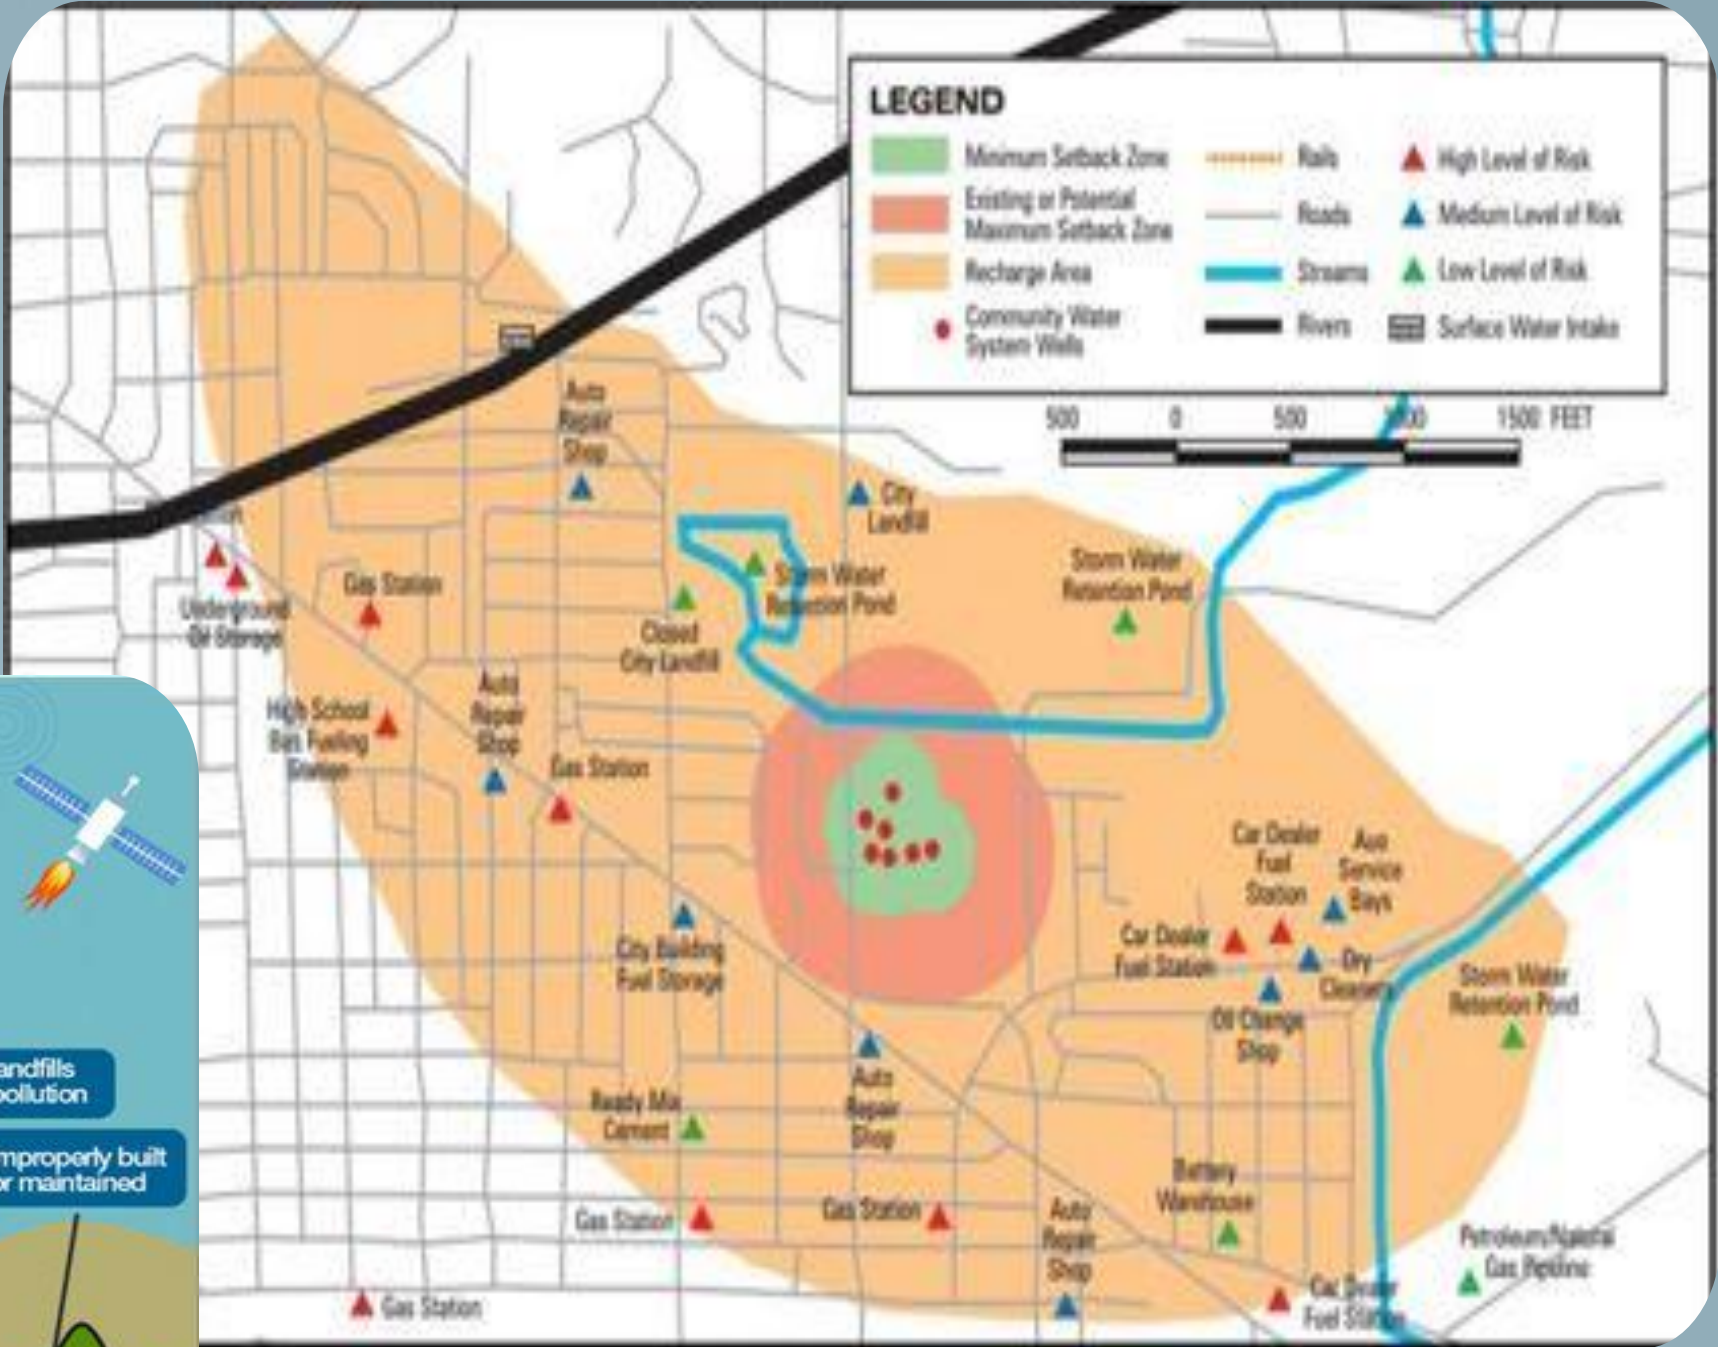 LEGEND
Minimum Setback Zone
Existing or Potential
Maximum Setback Zone
Recharge Area
Community Water
System Wells
Rails
Roads
Streams
Rivers
High Level of Risk
Medium Level of Risk
Low Level of Risk
Surface Water Intake
500 0 500 1500 FEET
Auto
Repair
Shop
City
Landfill
Storm Water
Retention Pond
Storm Water
Retention Pond
Gas Station
Underground
Oil Storage
Closed
City Landfill
High School
Bus Fueling
Station
Auto
Repair
Shop
Gas Station
Car Dealer
Fuel
Station
Service
Bays
City Building
Fuel Storage
Car Dealer
Fuel Station
Dry
Cleaners
Storm Water
Retention Pond
Oil Change
Shop
Auto
Repair
Shop
Ready Mix
Cement
Battery
Warehouse
Gas Station
Gas Station
Auto
Repair
Shop
Gas Pipeline
Car Dealer
Fuel Station
Gas Station
andfills
pollution
mproperly built
or maintained